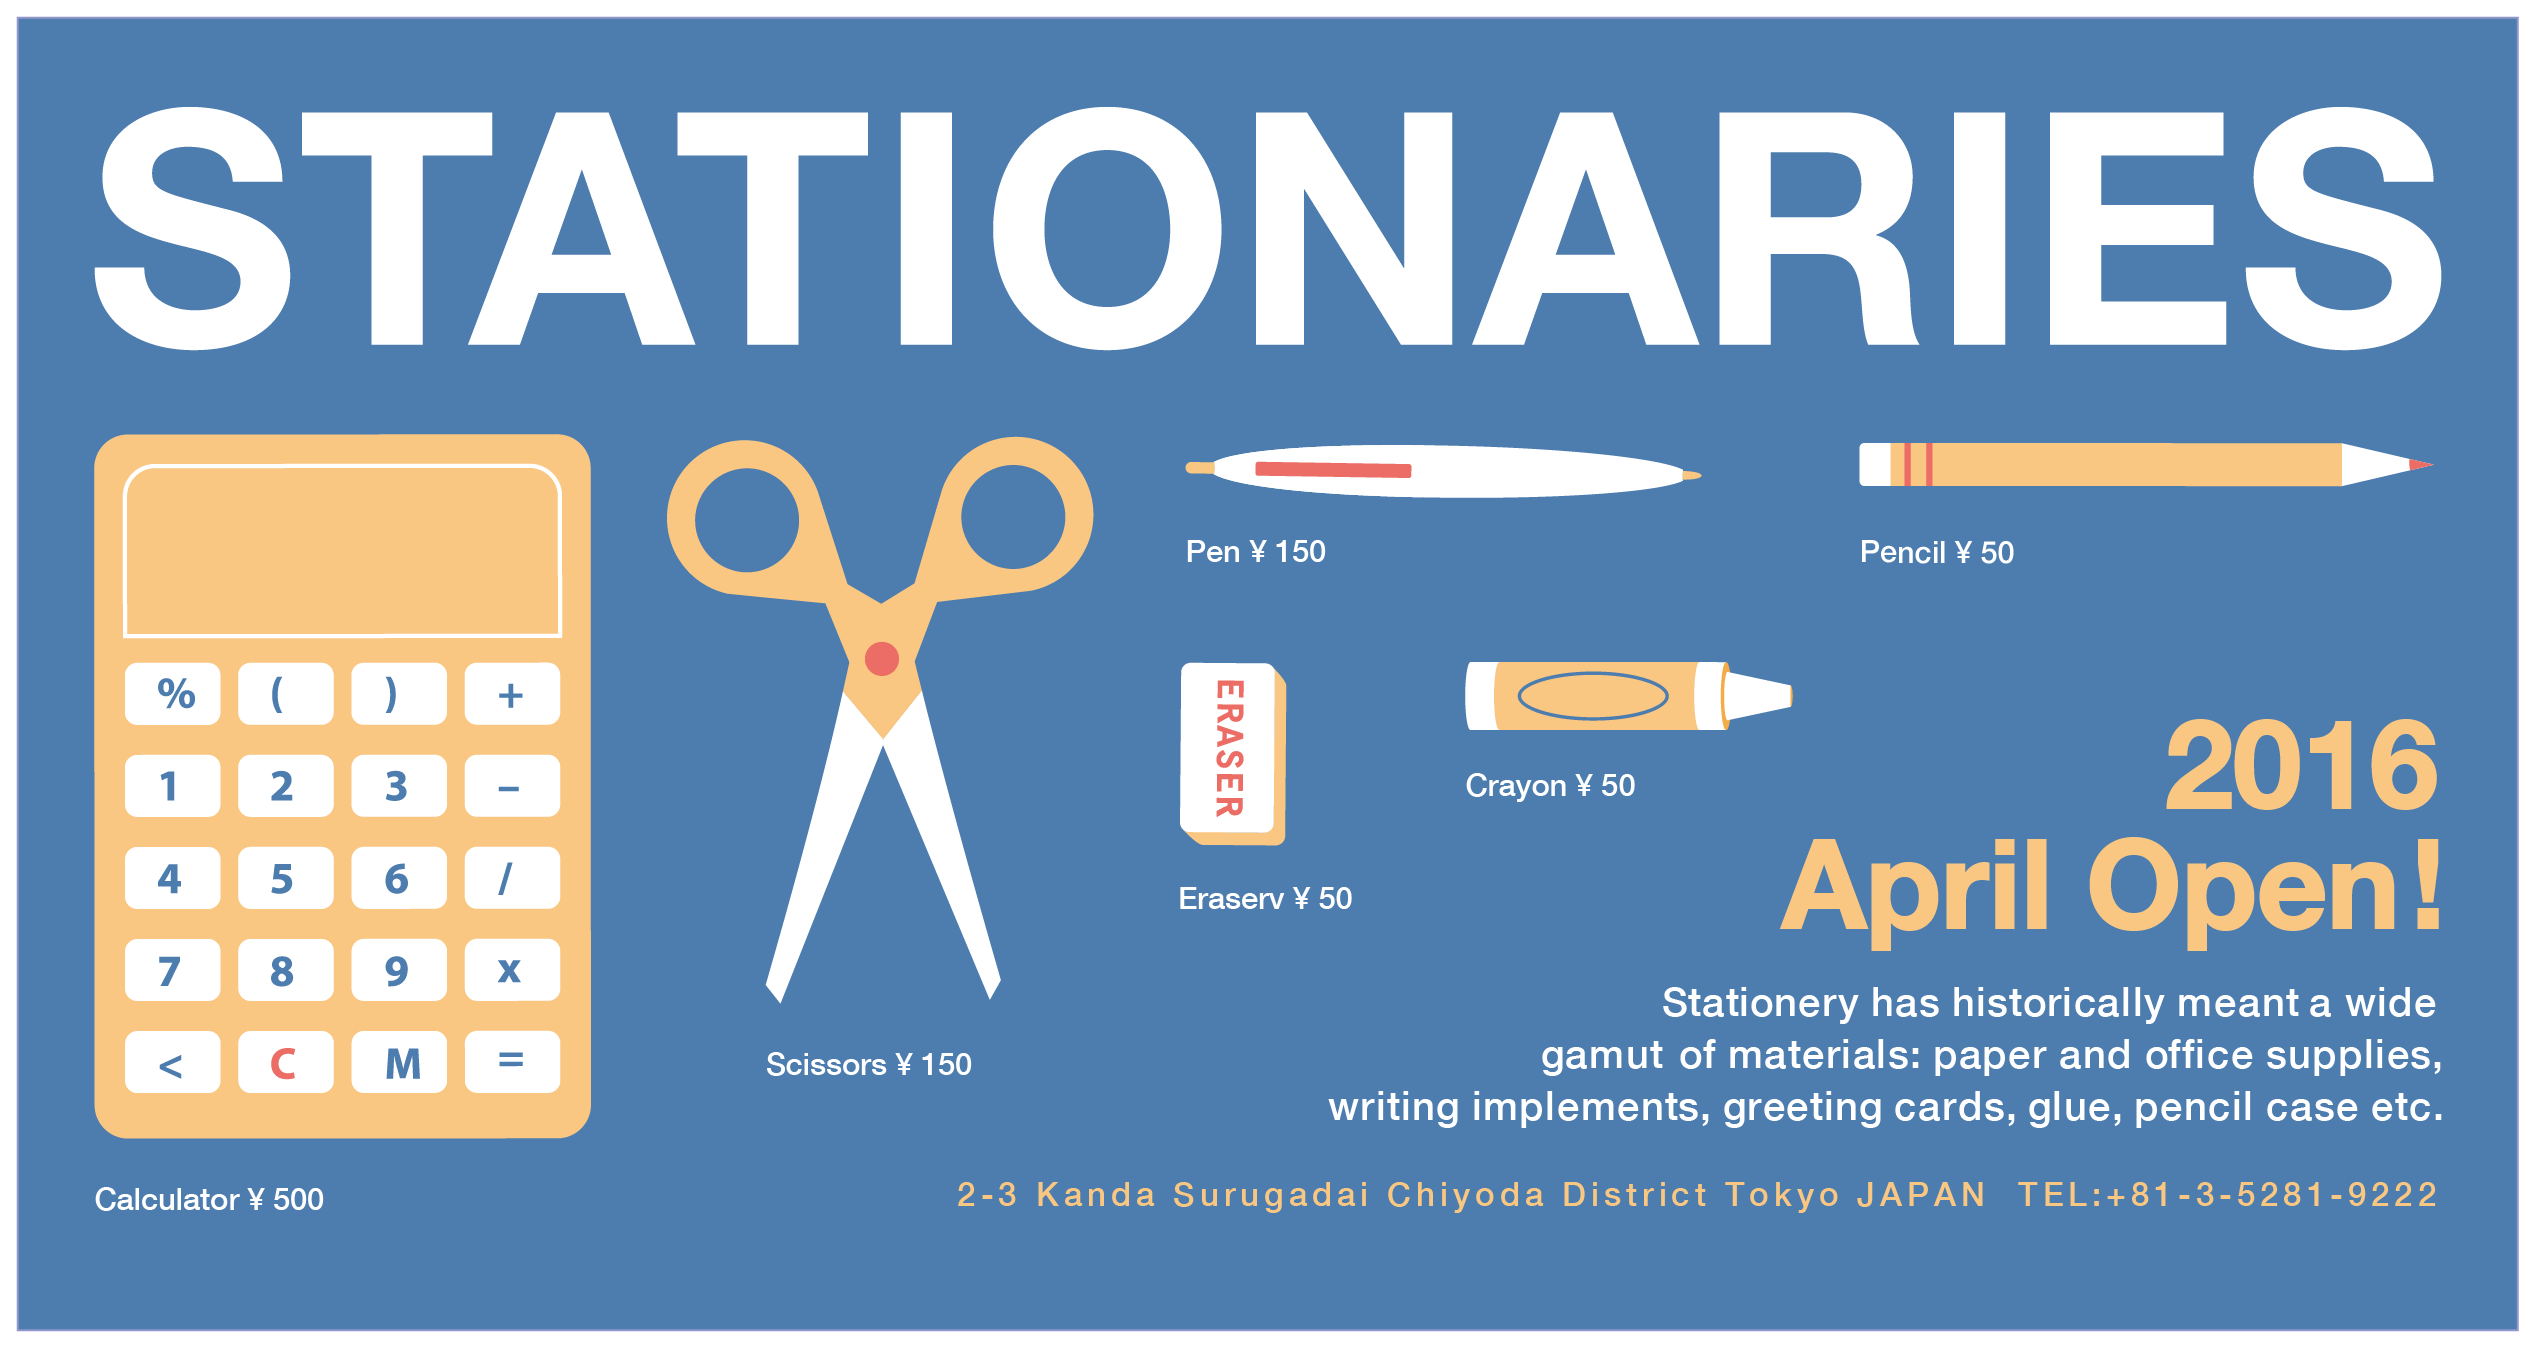 STATIONARIES
% ( ) +
1 2 3 –
4 5 6 /
7 8 9 x
< C M =
Calculator ¥ 500
Scissors ¥ 150
Pen ¥ 150
Pencil ¥ 50
ERASER
Eraserv ¥ 50
Crayon ¥ 50
2016
April Open!
Stationery has historically meant a wide
gamut of materials: paper and office supplies,
writing implements, greeting cards, glue, pencil case etc.
2-3 Kanda Surugadai Chiyoda District Tokyo JAPAN TEL:+81-3-5281-9222